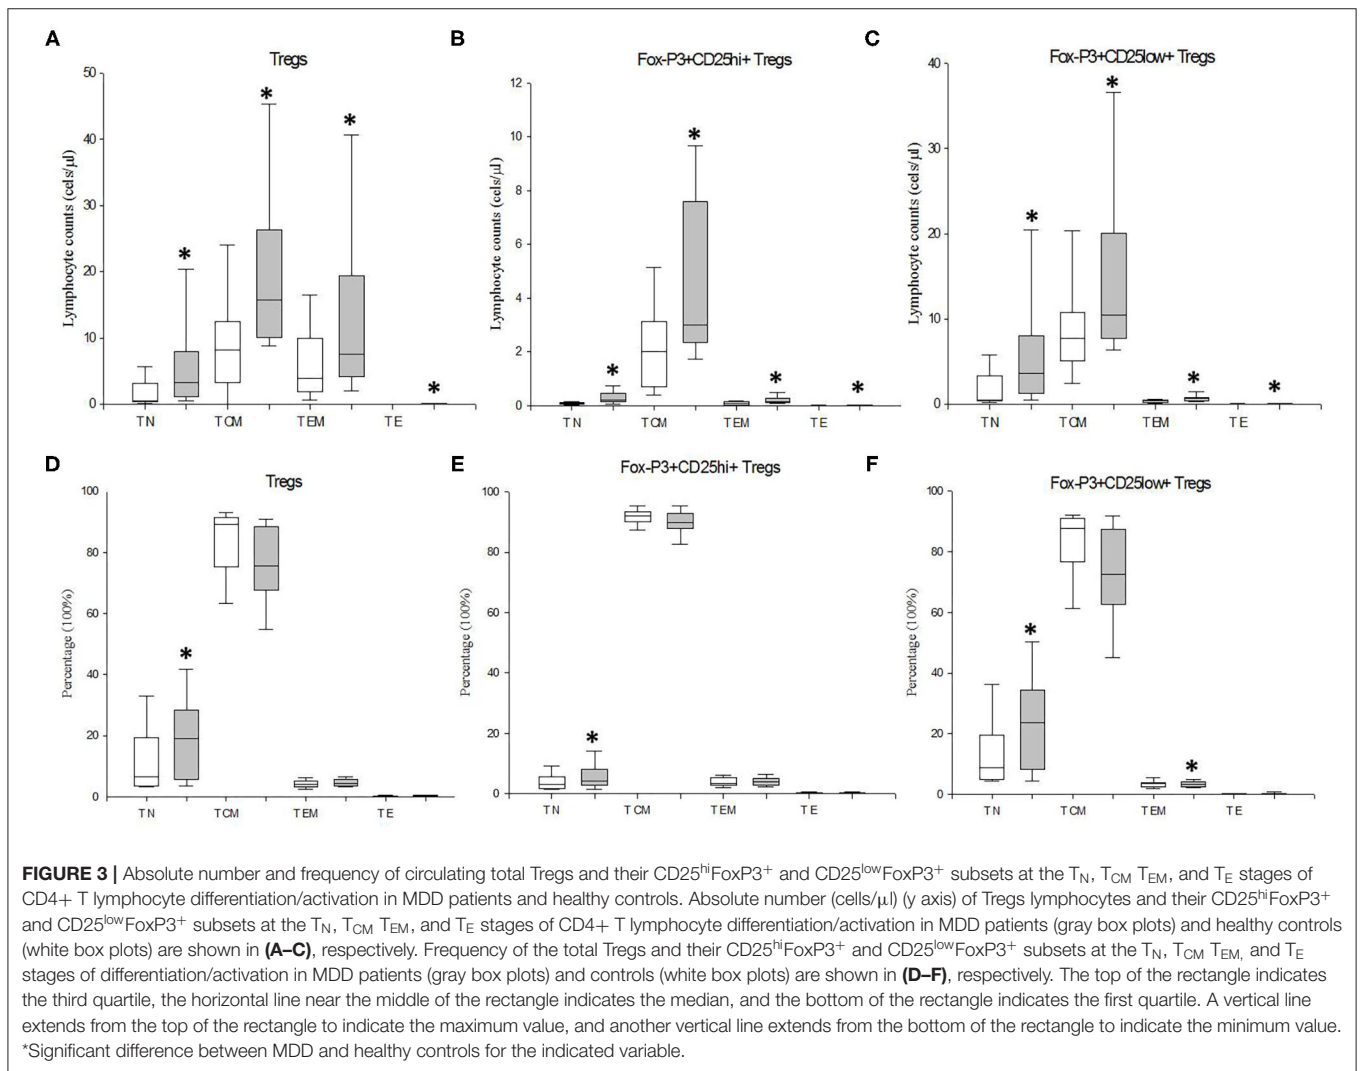 A
Tregs
Lymphocyte counts (cels/µl)
50
40
30
20
10
0
TN TCM TEM TE
* * * *
B
Fox-P3+CD25hi+ Tregs
Lymphocyte counts (cels/µl)
12
10
8
6
4
2
0
TN TCM TEM TE
* * * *
C
Fox-P3+CD25low+ Tregs
Lymphocyte counts (cels/µl)
40
30
20
10
0
TN TCM TEM TE
* * * *
D
Tregs
Percentage (100%)
100
80
60
40
20
0
TN TCM TEM TE
*
E
Fox-P3+CD25hi+ Tregs
Percentage (100%)
100
80
60
40
20
0
TN TCM TEM TE
*
F
Fox-P3+CD25low+ Tregs
Percentage (100%)
100
80
60
40
20
0
TN TCM TEM TE
* *
FIGURE 3 | Absolute number and frequency of circulating total Tregs and their CD25hiFoxP3+ and CD25lowFoxP3+ subsets at the TN, TCM TEM, and TE stages of
CD4+ T lymphocyte differentiation/activation in MDD patients and healthy controls. Absolute number (cells/µl) (y axis) of Tregs lymphocytes and their CD25hiFoxP3+
and CD25lowFoxP3+ subsets at the TN, TCM TEM, and TE stages of CD4+ T lymphocyte differentiation/activation in MDD patients (gray box plots) and healthy controls
(white box plots) are shown in (A–C), respectively. Frequency of the total Tregs and their CD25hiFoxP3+ and CD25lowFoxP3+ subsets at the TN, TCM TEM, and TE
stages of differentiation/activation in MDD patients (gray box plots) and controls (white box plots) are shown in (D–F), respectively. The top of the rectangle indicates
the third quartile, the horizontal line near the middle of the rectangle indicates the median, and the bottom of the rectangle indicates the first quartile. A vertical line
extends from the top of the rectangle to indicate the maximum value, and another vertical line extends from the bottom of the rectangle to indicate the minimum value.
*Significant difference between MDD and healthy controls for the indicated variable.